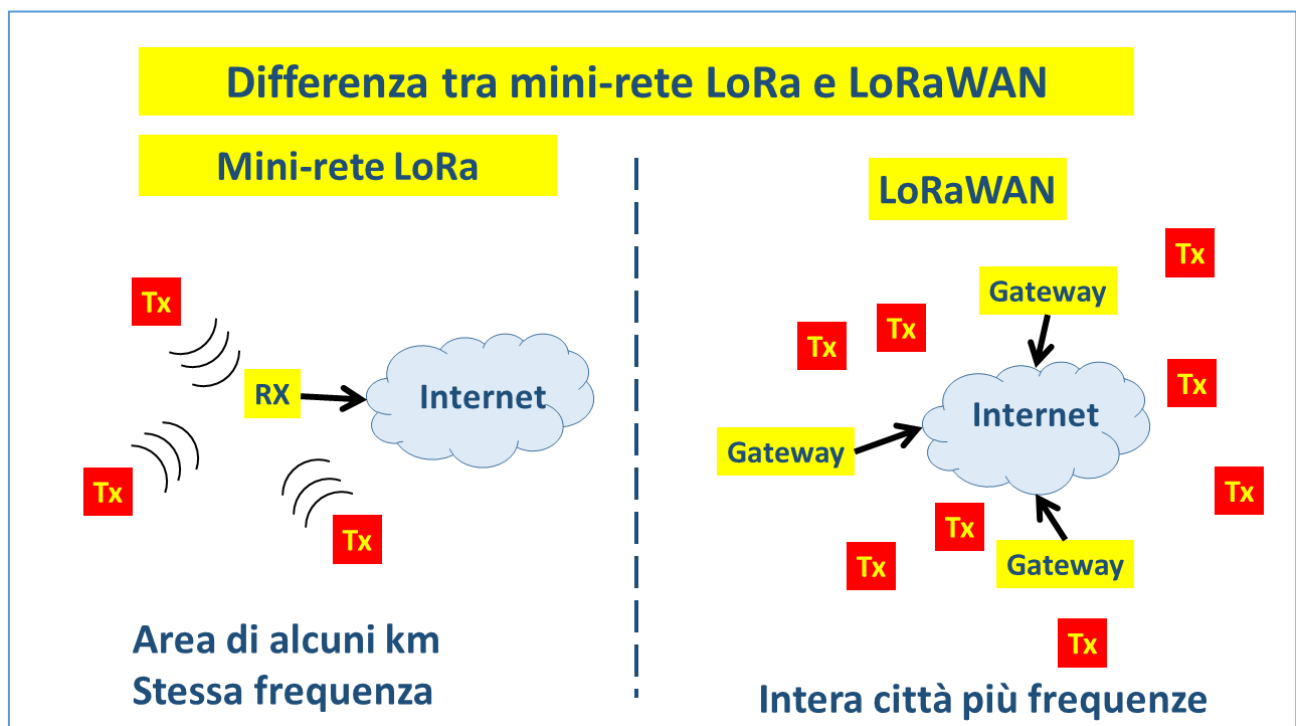 Differenza tra mini-rete LoRa e LoRaWAN
Mini-rete LoRa
Tx
RX
Internet
Tx
Tx
Area di alcuni km
Stessa frequenza
LoRaWAN
Tx
Gateway
Tx
Tx
Tx
Internet
Gateway
Tx
Tx
Gateway
Tx
Tx
Intera città più frequenze